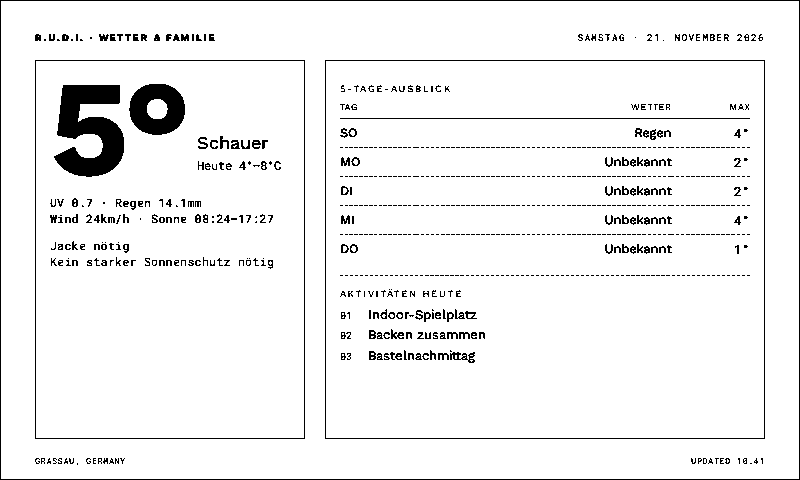 R.U.D.I. · WETTER & FAMILIE
SAMSTAG · 21. NOVEMBER 2026
5°
Schauer
Heute 4°–8°C
UV 0.7 · Regen 14.1mm
Wind 24km/h · Sonne 08:24–17:27
Jacke nötig
Kein starker Sonnenschutz nötig
5-TAGE-AUSBLICK
TAG WETTER MAX
SO Regen 4°
MO Unbekannt 2°
DI Unbekannt 2°
MI Unbekannt 4°
DO Unbekannt 1°
AKTIVITÄTEN HEUTE
01 Indoor-Spielplatz
02 Backen zusammen
03 Bastelnachmittag
GRASSAU, GERMANY
UPDATED 10.41